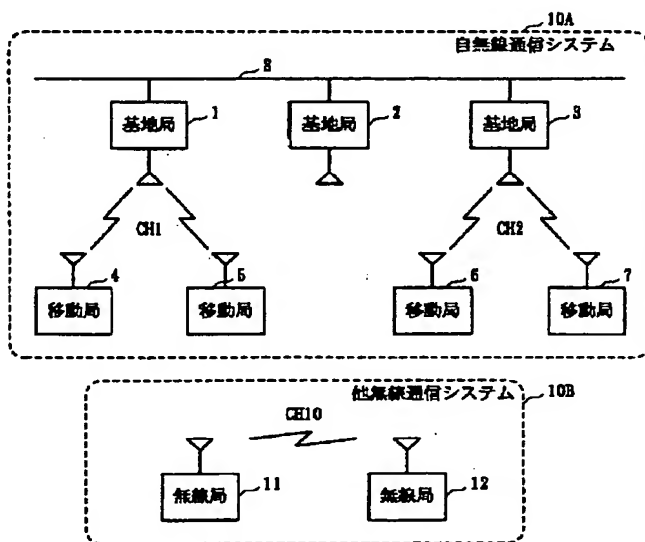 10A
自無線通信システム
8
基地局 1
基地局 2
基地局 3
CH1
CH2
4
5
6
7
移動局
移動局
移動局
移動局
他無線通信システム
10B
CH10
無線局 11
無線局 12